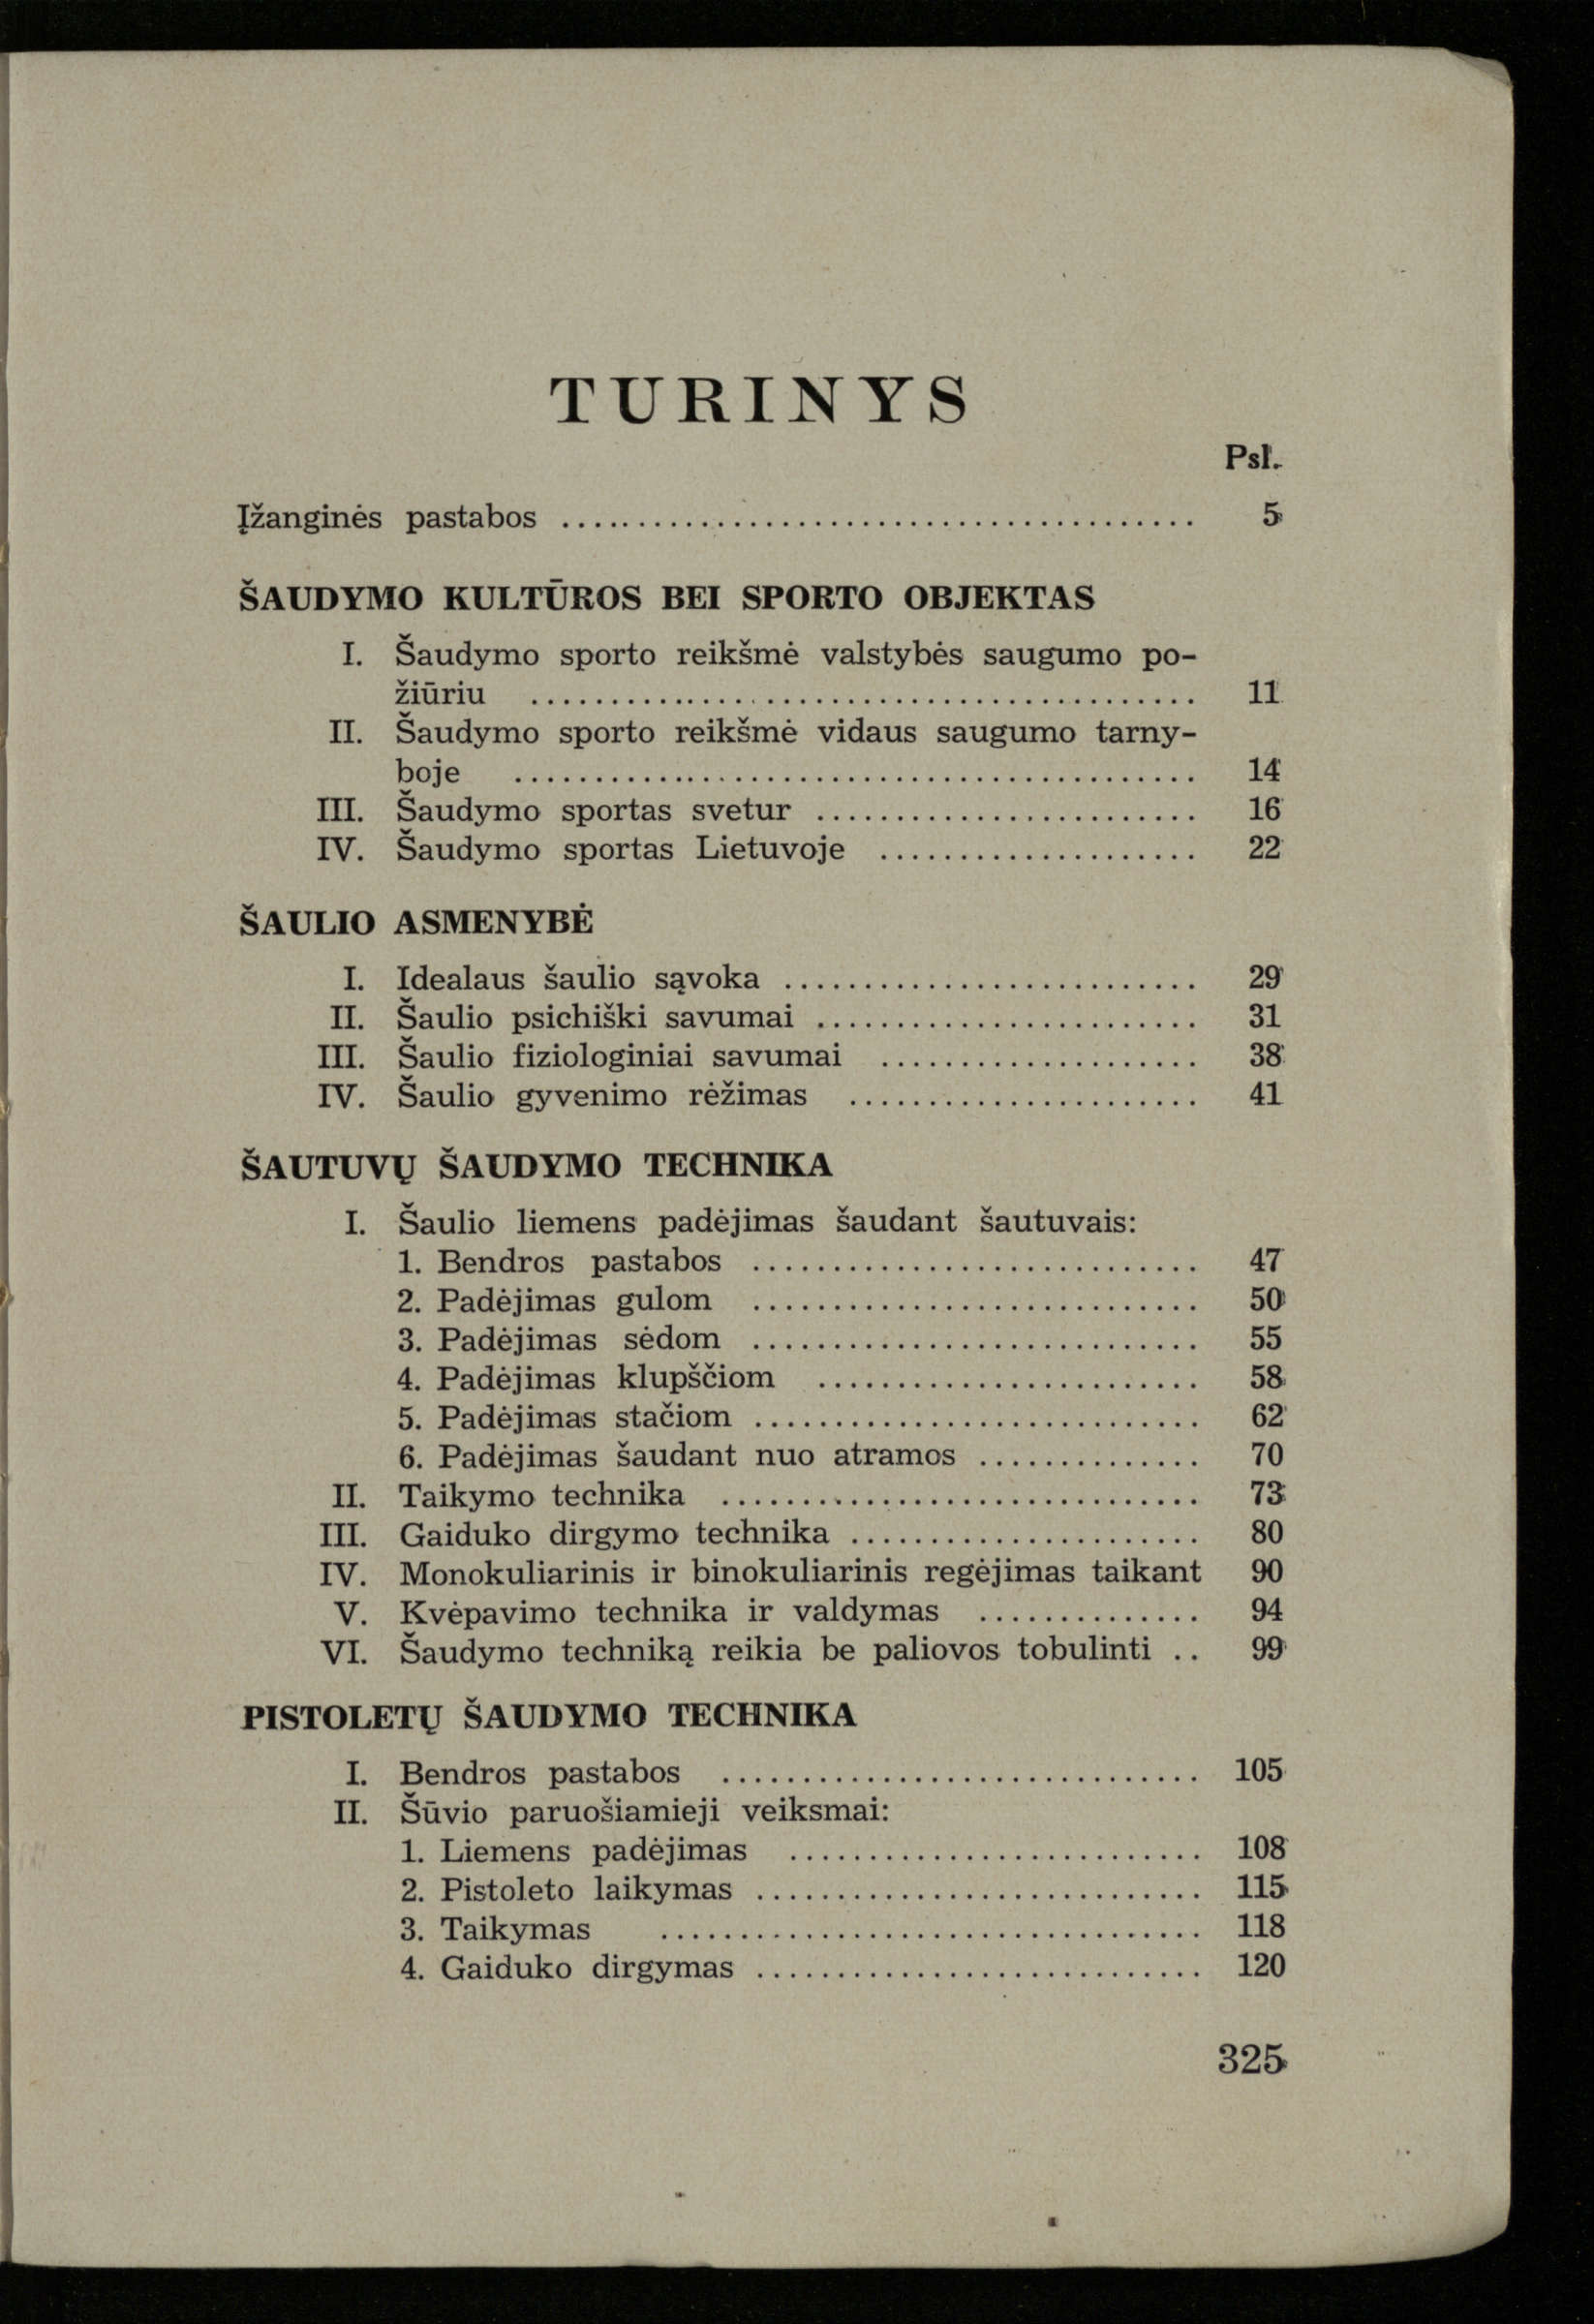 TURINYS
Psl.
Įžanginės pastabos ........................................ 5
ŠAUDYMO KULTŪROS BEI SPORTO OBJEKTAS
I. Šaudymo sporto reikšmė valstybės saugumo po-
žiūriu .......................................... 11
II. Šaudymo sporto reikšmė vidaus saugumo tarny-
boje ........................................... 14
III. Šaudymo sportas svetur ........................ 16
IV. Šaudymo sportas Lietuvoje .................... 22
ŠAULIO ASMENYBĖ
I. Idealaus šaulio sąvoka .......................... 29
II. Šaulio psichiški savumai ........................ 31
III. Šaulio fiziologiniai savumai .................... 38
IV. Šaulio gyvenimo rėžimas ...................... 41
ŠAUTUVŲ ŠAUDYMO TECHNIKA
I. Šaulio liemens padėjimas šaudant šautuvais:
1. Bendros pastabos ............................ 47
2. Padėjimas gulom ............................ 50
3. Padėjimas sėdom ............................ 55
4. Padėjimas klupščiom ........................ 58
5. Padėjimas stačiom ............................ 62
6. Padėjimas šaudant nuo atramos .............. 70
II. Taikymo technika .............................. 73
III. Gaiduko dirgymo technika ...................... 80
IV. Monokuliarinis ir binokuliarinis regėjimas taikant 90
V. Kvėpavimo technika ir valdymas .............. 94
VI. Šaudymo techniką reikia be paliovos tobulinti .. 99
PISTOLETŲ ŠAUDYMO TECHNIKA
I. Bendros pastabos .............................. 105
II. Šūvio paruošiamieji veiksmai:
1. Liemens padėjimas .......................... 108
2. Pistoleto laikymas ............................ 115
3. Taikymas .................................. 118
4. Gaiduko dirgymas ............................ 120
325